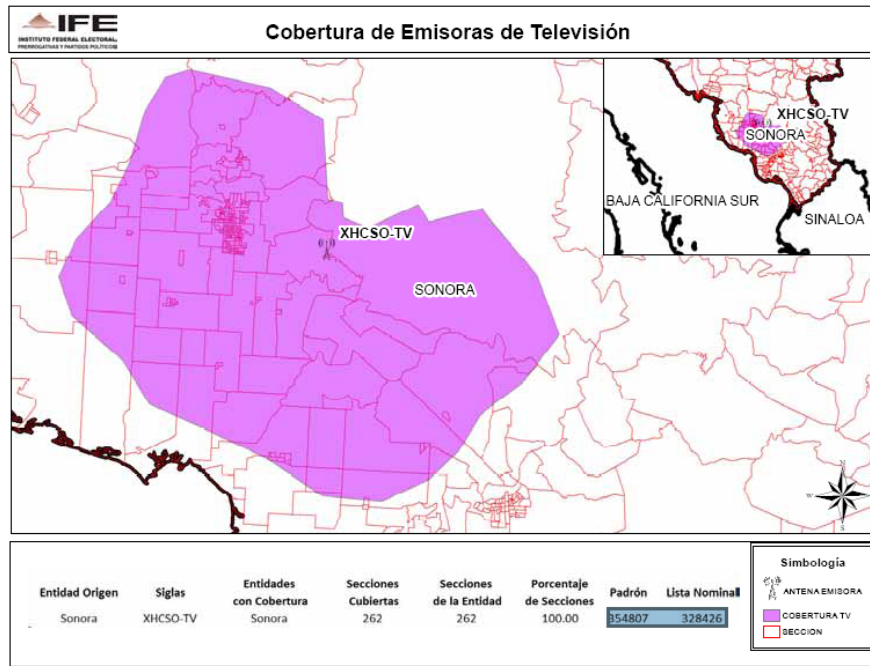 IFE
INSTITUTO FEDERAL ELECTORAL
PRERROGATIVAS Y PARTIDOS POLÍTICOS
Cobertura de Emisoras de Televisión
XHCSO-TV
SONORA
BAJA CALIFORNIA SUR
SINALOA
XHCSO-TV
SONORA
N
W
S
Entidad Origen Siglas Entidades con Cobertura Secciones Cubiertas Secciones de la Entidad Porcentaje de Secciones Padrón Lista Nominal
Sonora XHCSO-TV Sonora 262 262 100.00 354807 328426
Simbología
ANTENA EMISORA
COBERTURA TV
SECCION